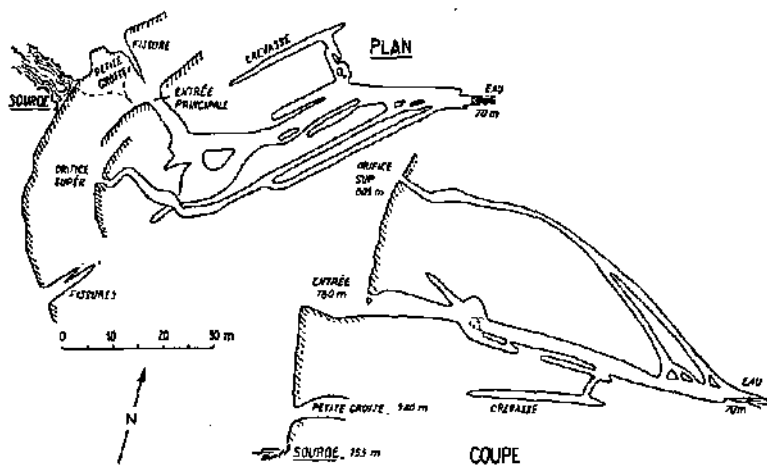 FISSURE
CREVASSE
PLAN
PETITE
GROTTE
SOURCE
ENTRÉE
PRINCIPALE
EAU
70 m
ORIFICE
SUPÉR
ORIFICE
SUP
FISSURES
0 10 20 30 m
ENTRÉE
780 m
N
PETITE GROTTE
CREVASSE
EAU
70m
SOURCE
COUPE